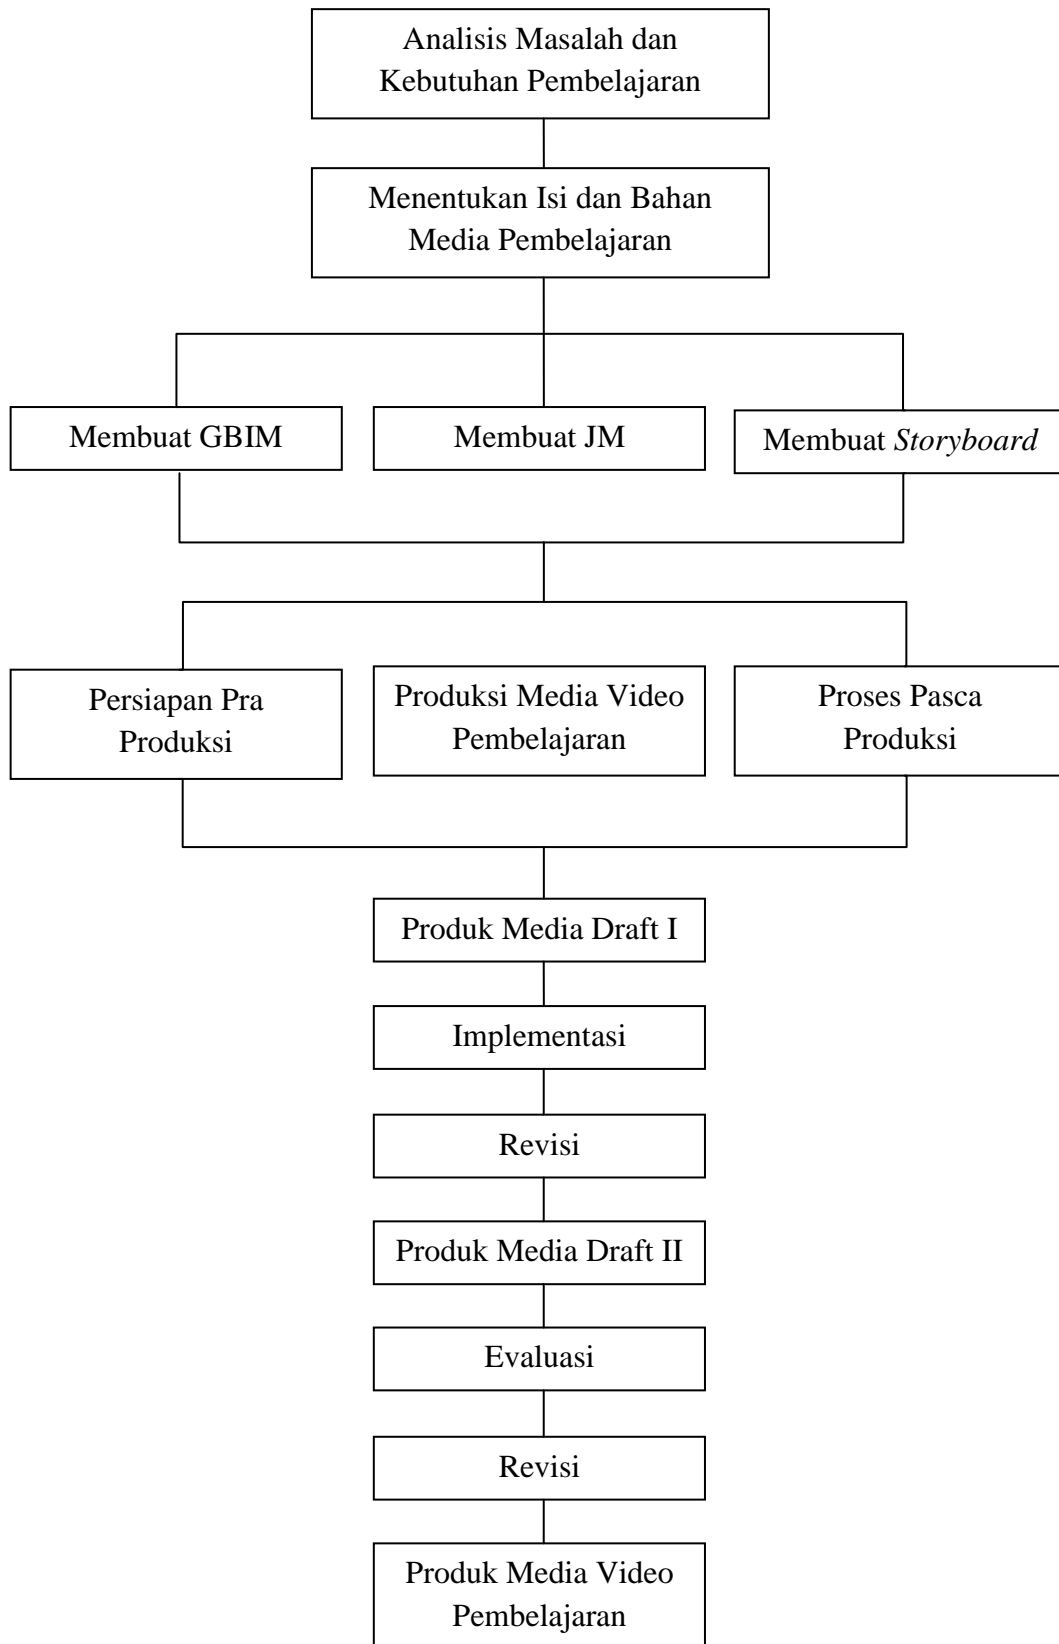 Analisis Masalah dan
Kebutuhan Pembelajaran
Menentukan Isi dan Bahan
Media Pembelajaran
Membuat GBIM
Membuat JM
Membuat Storyboard
Persiapan Pra
Produksi
Produksi Media Video
Pembelajaran
Proses Pasca
Produksi
Produk Media Draft I
Implementasi
Revisi
Produk Media Draft II
Evaluasi
Revisi
Produk Media Video
Pembelajaran